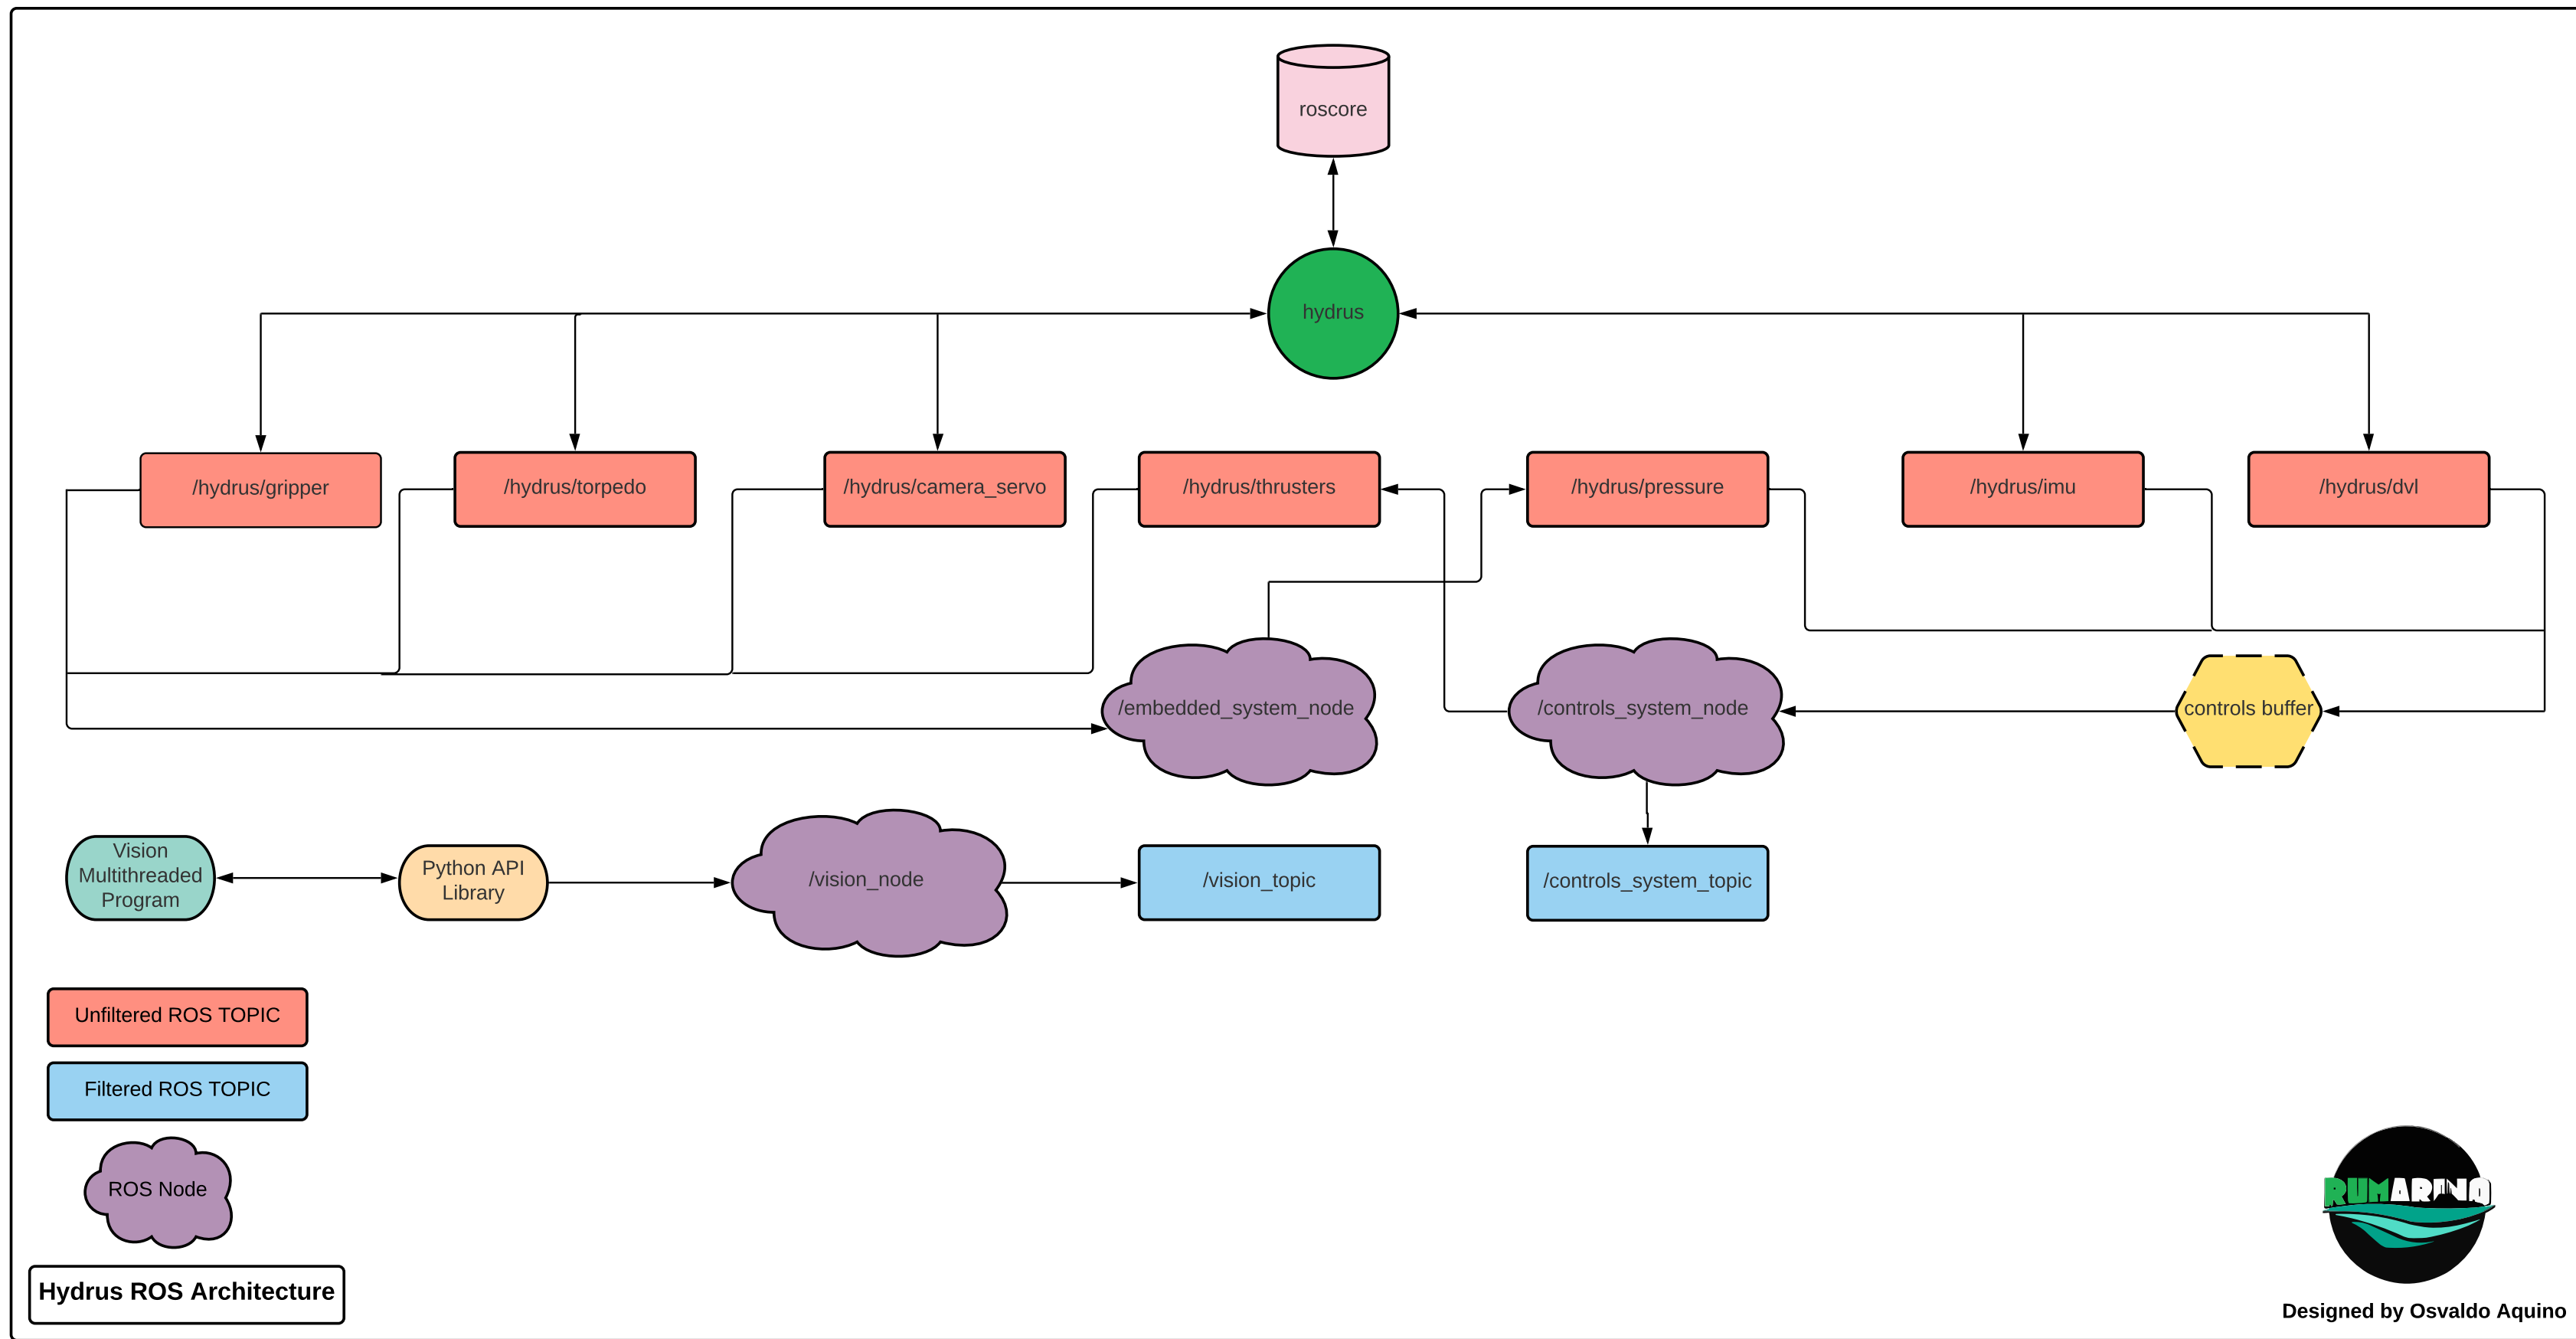 roscore
hydrus
/hydrus/gripper
/hydrus/torpedo
/hydrus/camera_servo
/hydrus/thrusters
/hydrus/pressure
/hydrus/imu
/hydrus/dvl
/embedded_system_node
/controls_system_node
controls buffer
Vision
Multithreaded
Program
Python API
Library
/vision_node
/vision_topic
/controls_system_topic
Unfiltered ROS TOPIC
Filtered ROS TOPIC
ROS Node
Hydrus ROS Architecture
RUMARINO
Designed by Osvaldo Aquino